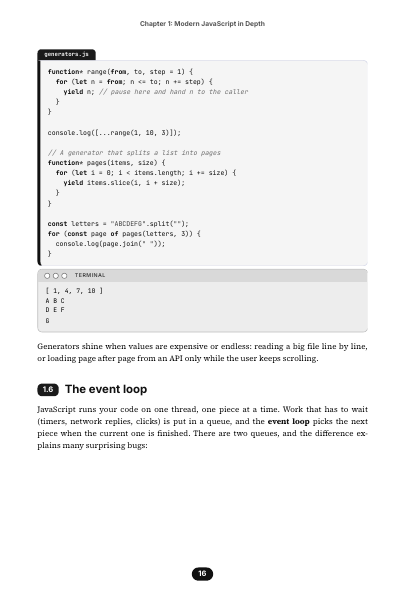 Chapter 1: Modern JavaScript in Depth
generators.js
function* range(from, to, step = 1) {
  for (let n = from; n <= to; n += step) {
    yield n; // pause here and hand n to the caller
  }
}

console.log([...range(1, 10, 3)]);

// A generator that splits a list into pages
function* pages(items, size) {
  for (let i = 0; i < items.length; i += size) {
    yield items.slice(i, i + size);
  }
}

const letters = "ABCDEFG".split("");
for (const page of pages(letters, 3)) {
  console.log(page.join(" "));
}
TERMINAL
[ 1, 4, 7, 10 ]
A B C
D E F
G
Generators shine when values are expensive or endless: reading a big file line by line,
or loading page after page from an API only while the user keeps scrolling.
1.6 The event loop
JavaScript runs your code on one thread, one piece at a time. Work that has to wait
(timers, network replies, clicks) is put in a queue, and the event loop picks the next
piece when the current one is finished. There are two queues, and the difference ex-
plains many surprising bugs:
16